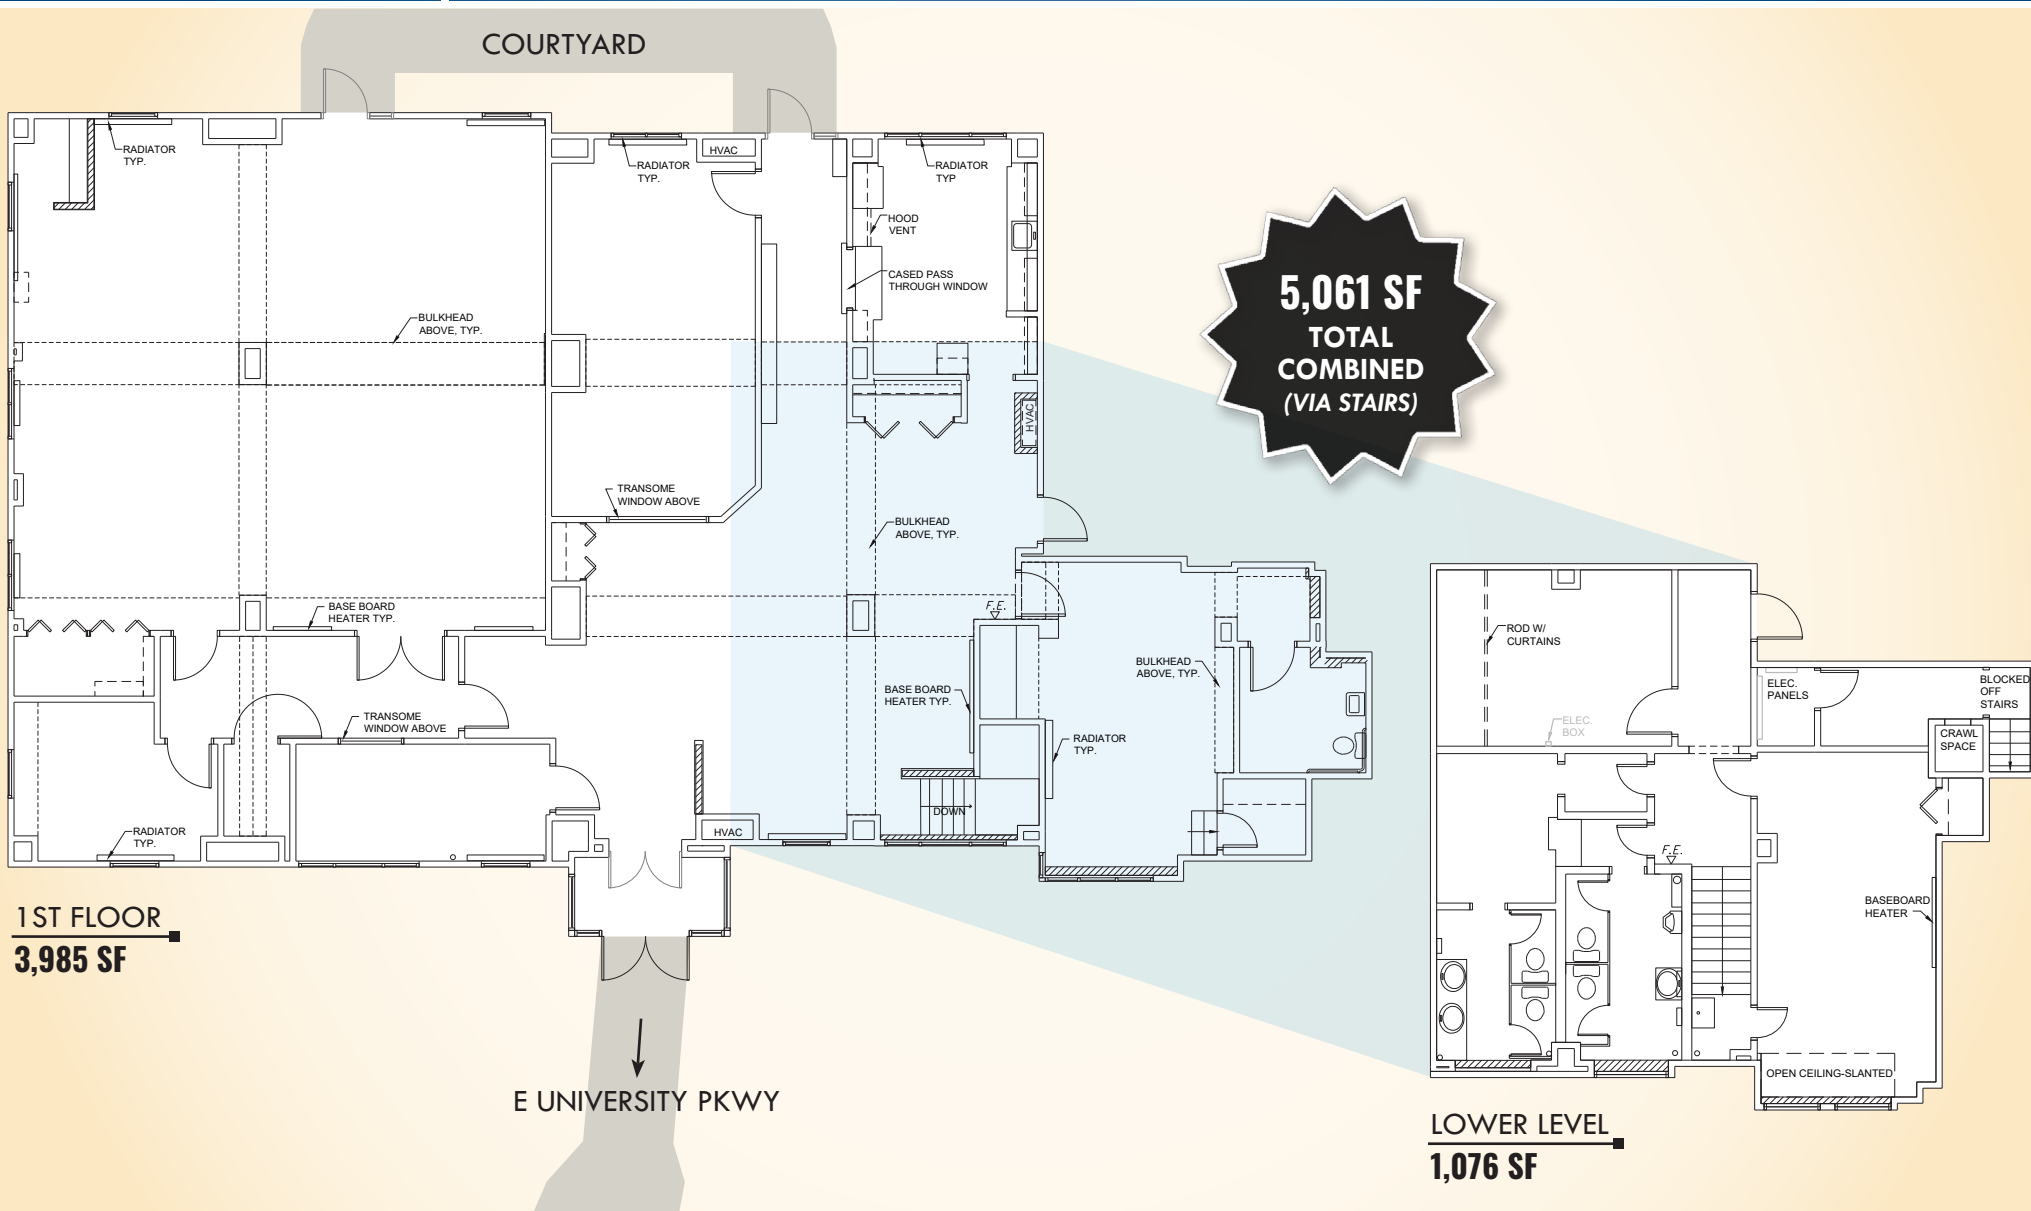 COURTYARD
RADIATOR
TYP.
RADIATOR
TYP.
HVAC
RADIATOR
TYP
HOOD
VENT
CASED PASS
THROUGH WINDOW
BULKHEAD
ABOVE, TYP.
HVAC
TRANSOME
WINDOW ABOVE
BULKHEAD
ABOVE, TYP.
BASE BOARD
HEATER TYP.
F.E.
BULKHEAD
ABOVE, TYP.
BASE BOARD
HEATER TYP.
TRANSOME
WINDOW ABOVE
RADIATOR
TYP.
DOWN
RADIATOR
TYP.
HVAC
5,061 SF
TOTAL
COMBINED
(VIA STAIRS)
1ST FLOOR
3,985 SF
E UNIVERSITY PKWY
ROD W/
CURTAINS
ELEC.
PANELS
BLOCKED
OFF
STAIRS
ELEC.
BOX
CRAWL
SPACE
F.E.
BASEBOARD
HEATER
OPEN CEILING-SLANTED
LOWER LEVEL
1,076 SF